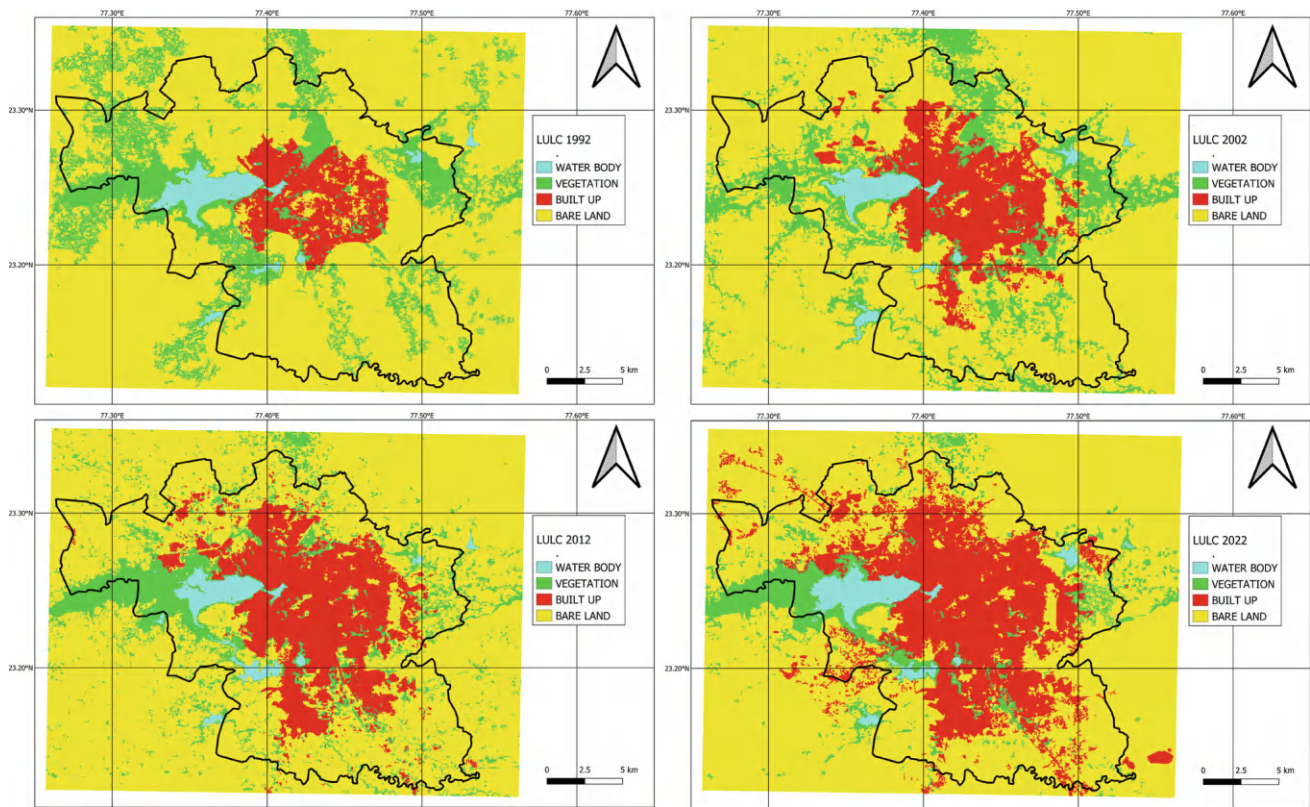 77.30°E 77.40°E 77.50°E 77.60°E
23.30°N
23.20°N
LULC 1992
.
WATER BODY
VEGETATION
BUILT UP
BARE LAND
0 2.5 5 km
77.30°E 77.40°E 77.50°E 77.60°E
23.30°N
23.20°N
LULC 2002
.
WATER BODY
VEGETATION
BUILT UP
BARE LAND
0 2.5 5 km
77.30°E 77.40°E 77.50°E 77.60°E
23.30°N
23.20°N
LULC 2012
.
WATER BODY
VEGETATION
BUILT UP
BARE LAND
0 2.5 5 km
77.30°E 77.40°E 77.50°E 77.60°E
23.30°N
23.20°N
LULC 2022
.
WATER BODY
VEGETATION
BUILT UP
BARE LAND
0 2.5 5 km